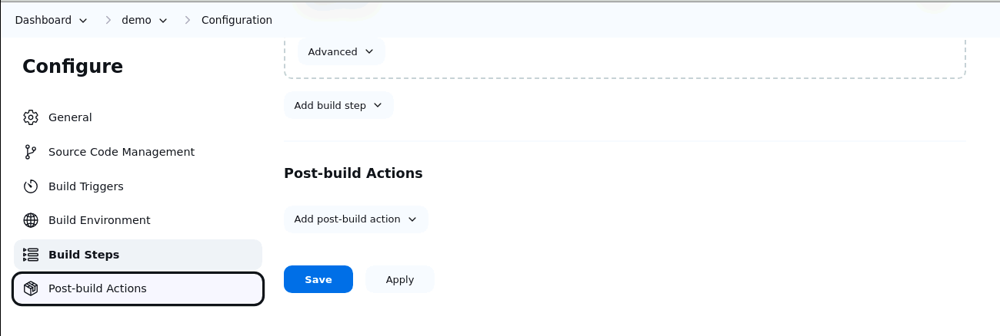 Dashboard demo Configuration
Configure
General
Source Code Management
Build Triggers
Build Environment
Build Steps
Post-build Actions
Advanced
Add build step
Post-build Actions
Add post-build action
Save Apply